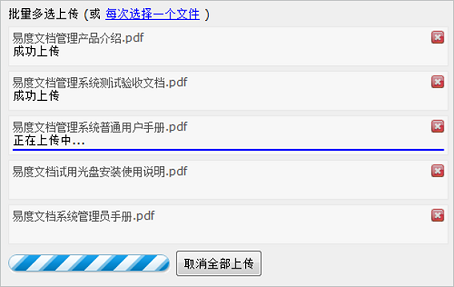 批量多选上传 (或 每次选择一个文件 )
易度文档管理产品介绍.pdf
成功上传
易度文档管理系统测试验收文档.pdf
成功上传
易度文档管理系统普通用户手册.pdf
正在上传中...
易度文档试用光盘安装使用说明.pdf
易度文档系统管理员手册.pdf
取消全部上传